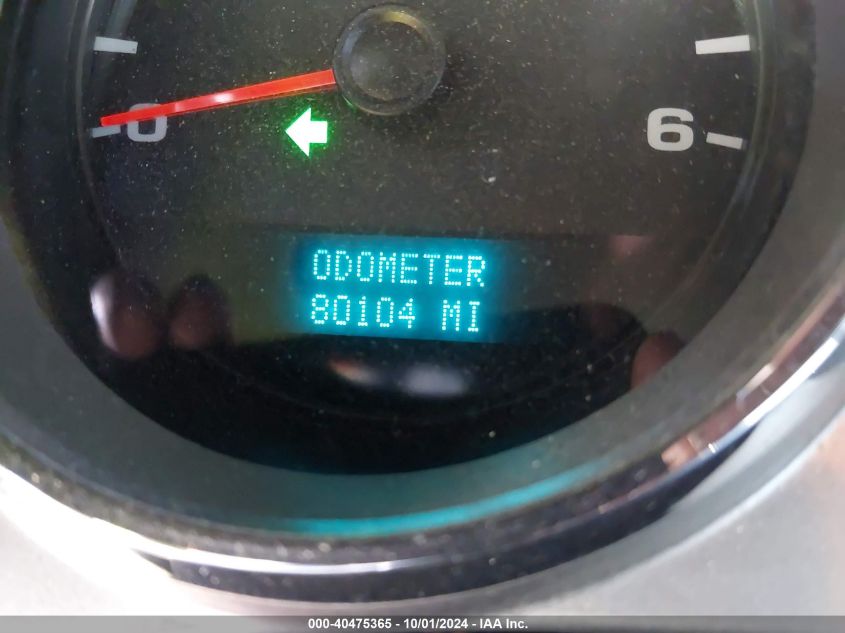 0
6
ODOMETER
80104 MI
000-40475365 - 10/01/2024 - IAA Inc.